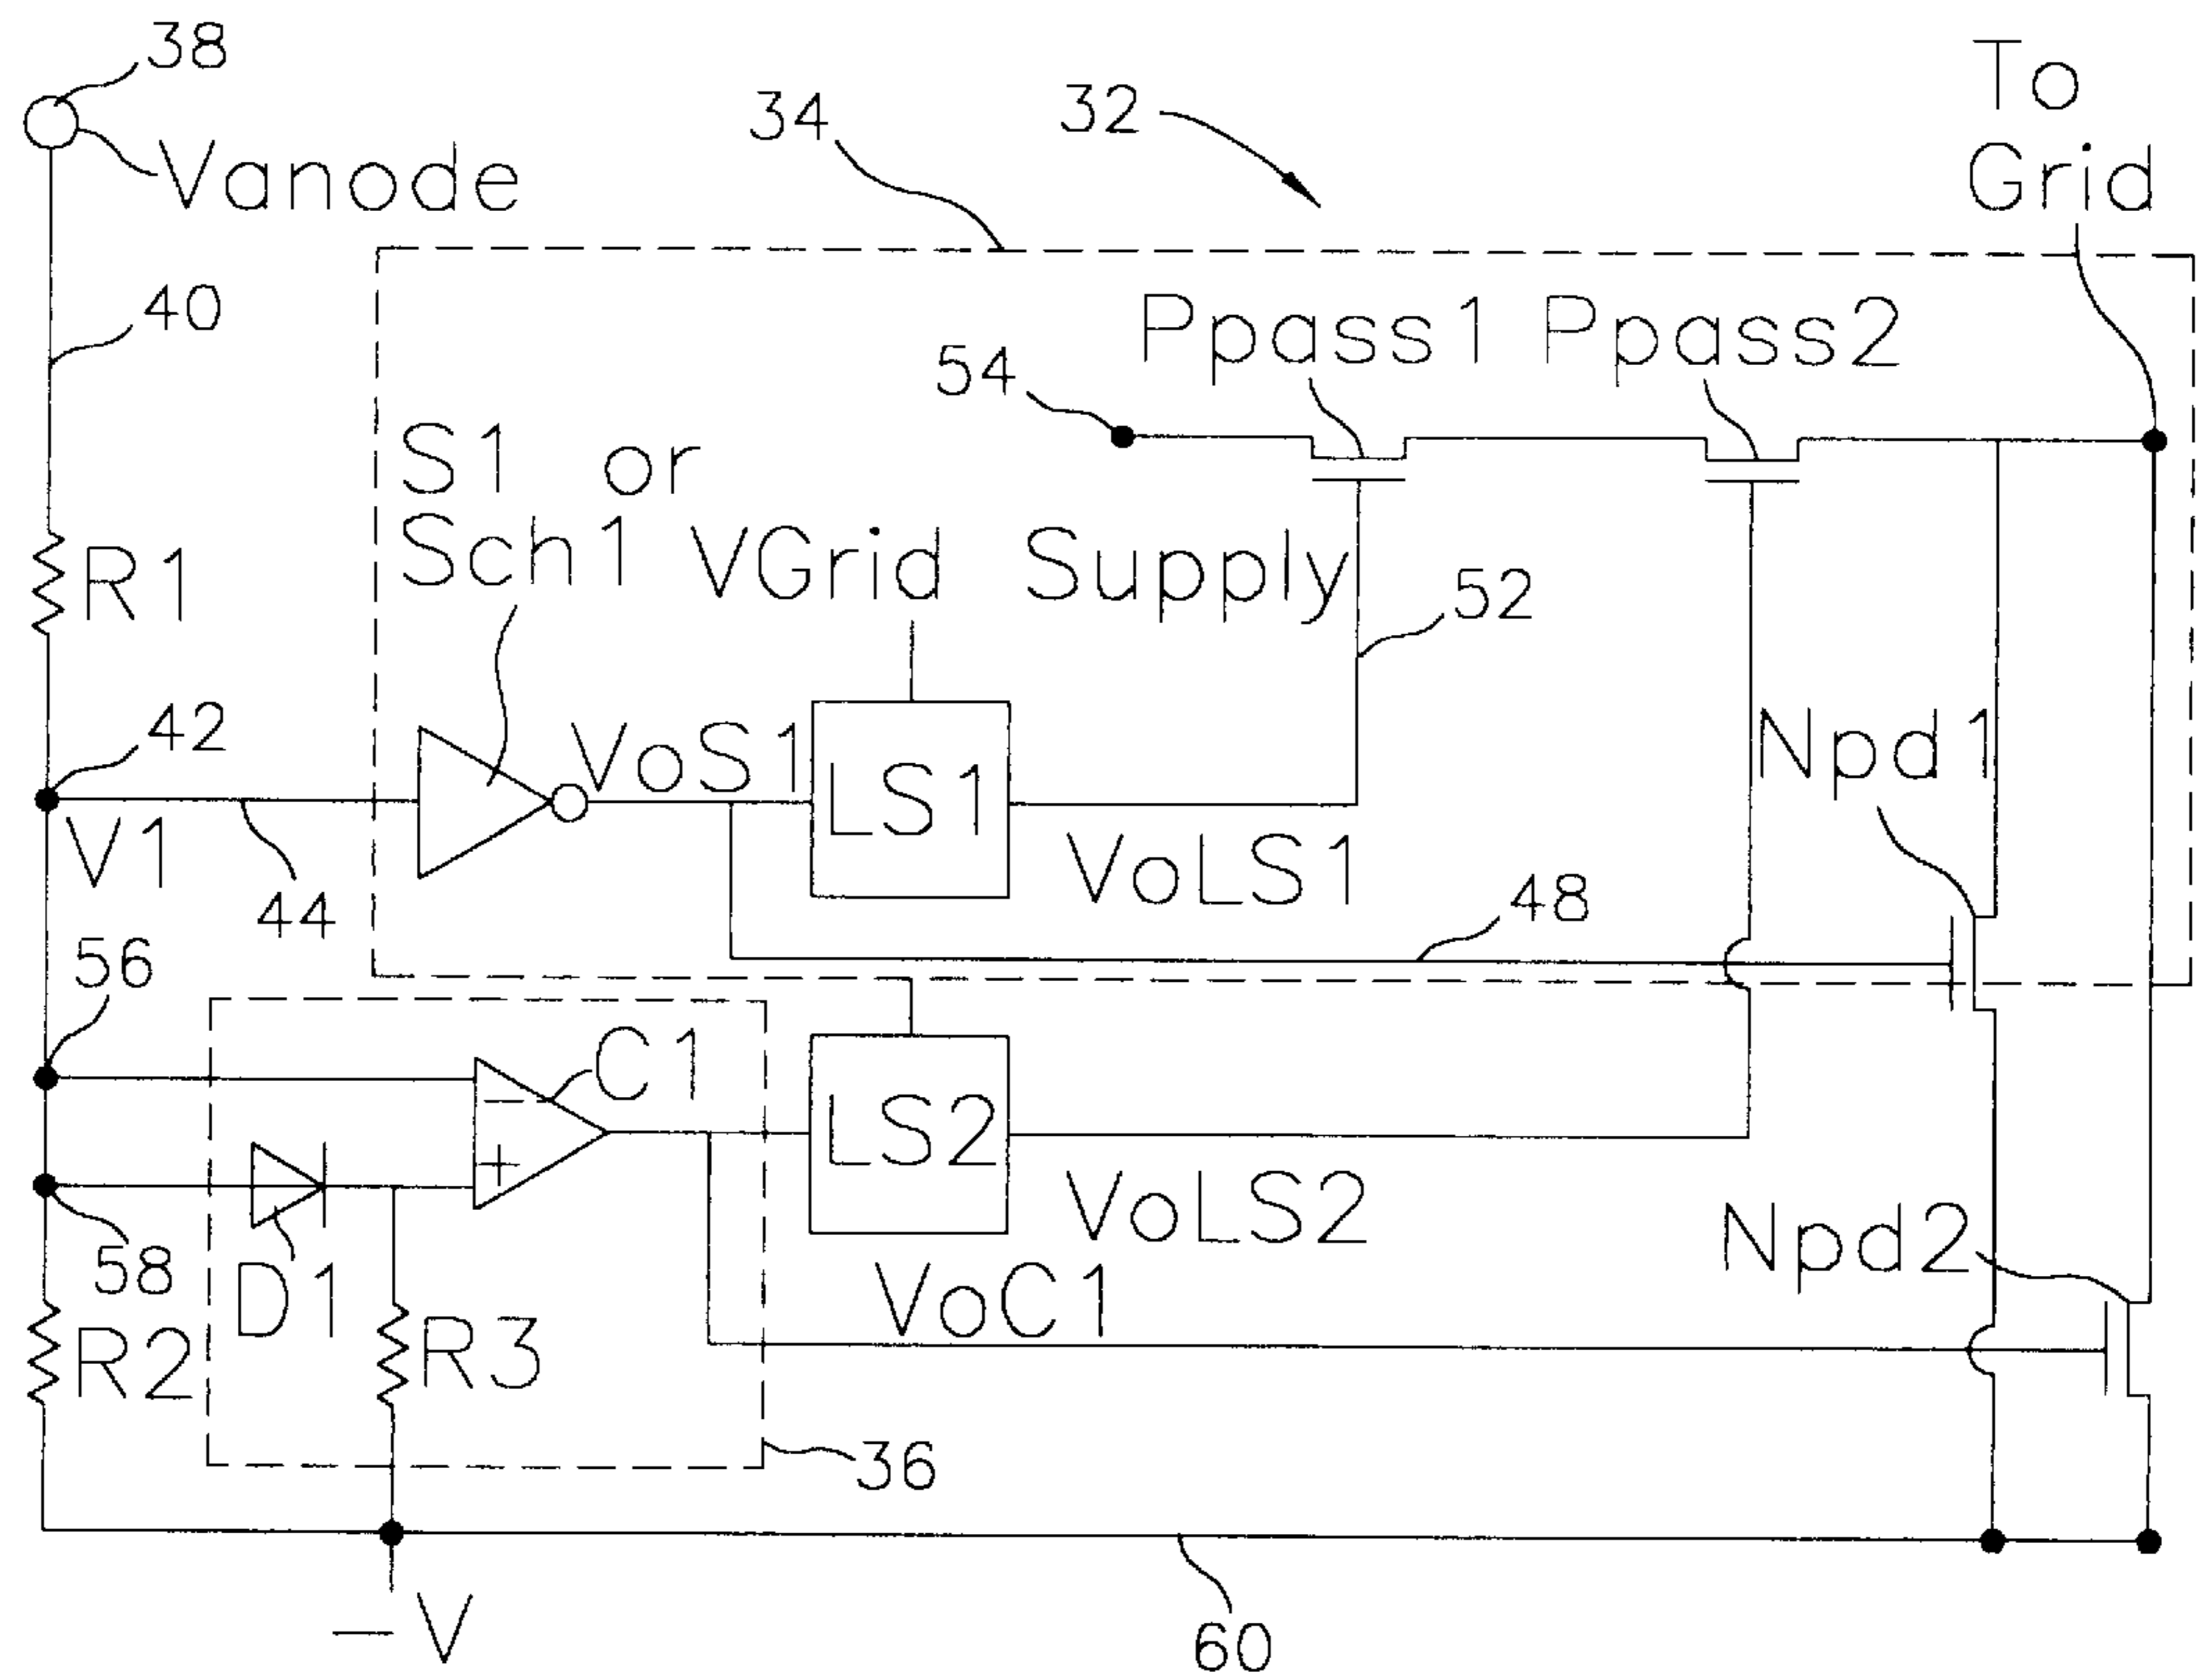 38
Vanode
34
32
To
Grid
40
Ppass1
Ppass2
54
S1 or
Sch1
VGrid Supply
R1
52
42
VoS1
LS1
Npd1
V1
44
VoLS1
48
56
C1
−
+
LS2
58
D1
VoLS2
Npd2
VoC1
R2
R3
36
−V
60